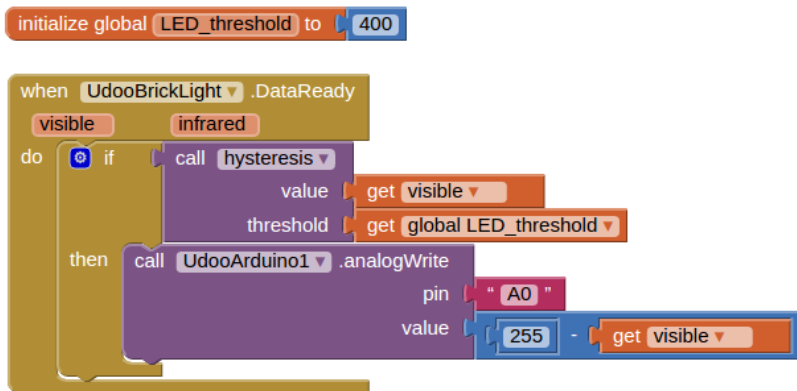 initialize global LED_threshold to 400
when UdooBrickLight .DataReady
visible infrared
do if call hysteresis
value get visible
threshold get global LED_threshold
then call UdooArduino1 .analogWrite
pin " A0 "
value 255 - get visible